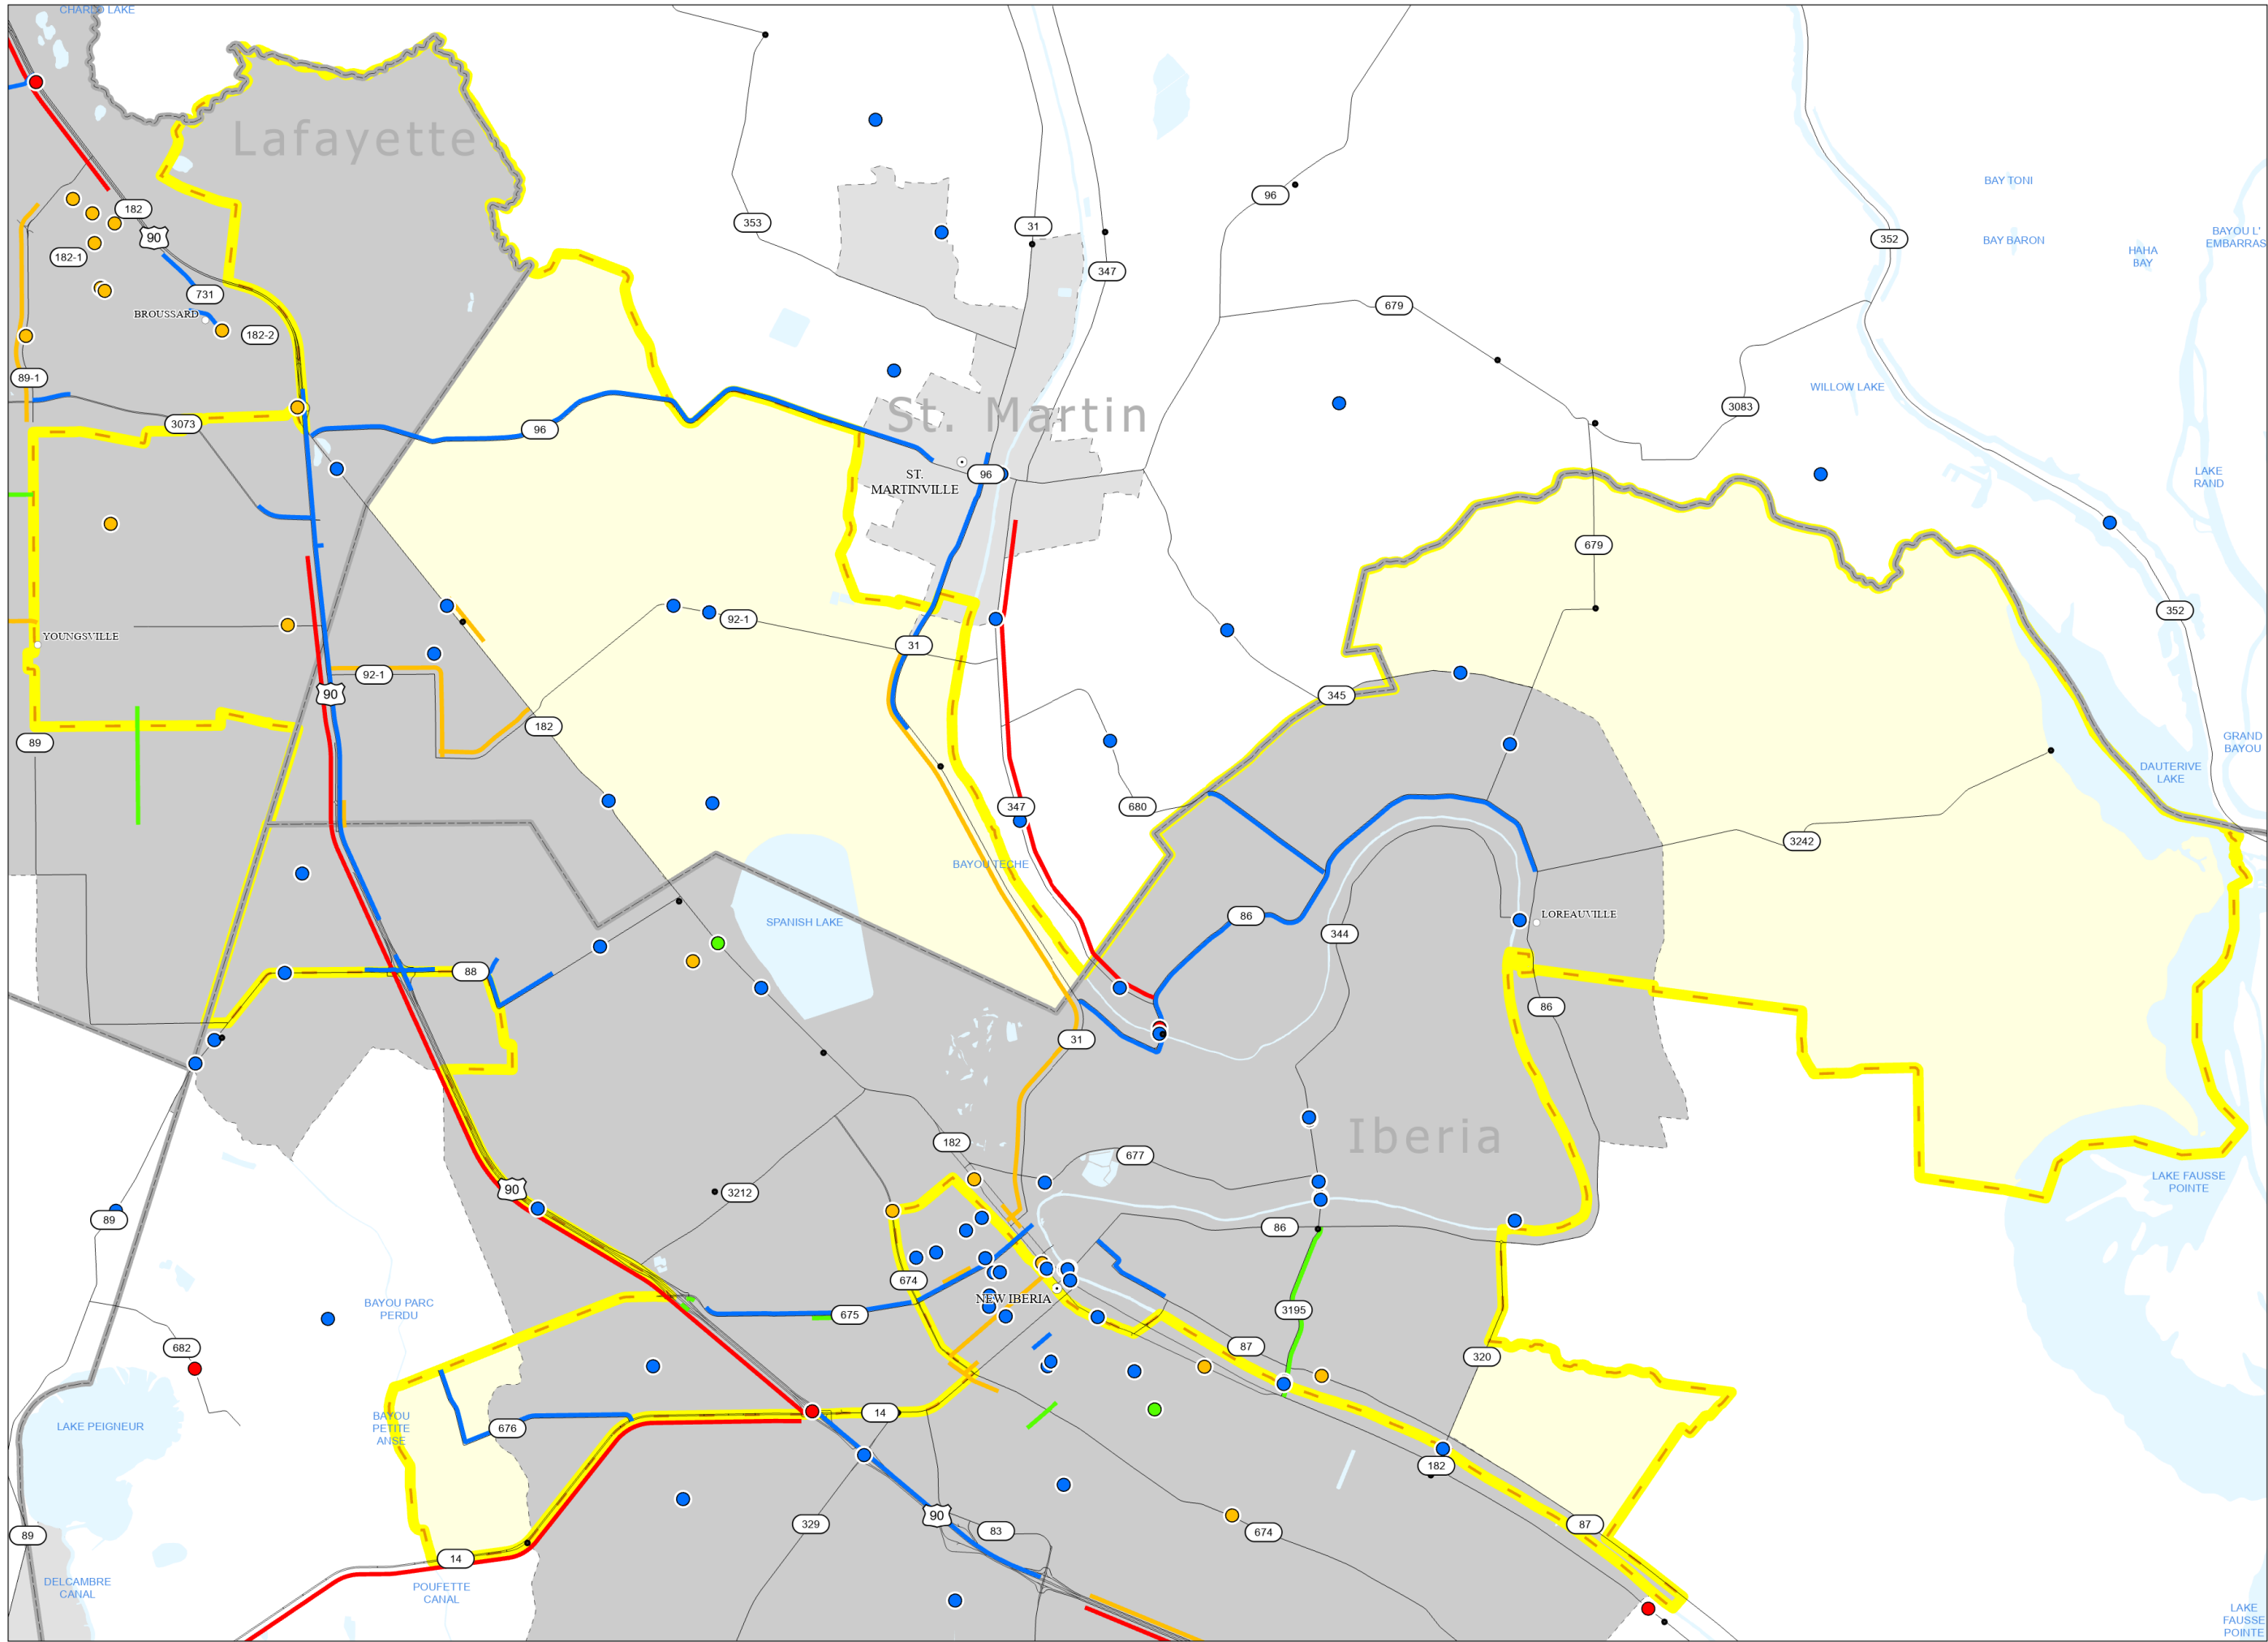 CHARLO LAKE
Lafayette
182
90
353
31
96
347
352
BAY TONI
BAY BARON
BAYOU L'
EMBARRAS
HAHA
BAY
182-1
731
BROUSSARD
182-2
679
89-1
WILLOW LAKE
3083
3073
96
St. Martin
ST.
MARTINVILLE
96
LAKE
RAND
679
YOUNGSVILLE
92-1
31
352
92-1
90
182
345
89
GRAND
BAYOU
DAUTERIVE
LAKE
347
680
3242
BAYOU TECHE
SPANISH LAKE
86
LOREAUVILLE
344
88
86
31
Iberia
182
677
LAKE FAUSSE
POINTE
90
3212
89
86
674
NEW IBERIA
BAYOU PARC
PERDU
675
3195
682
87
320
LAKE PEIGNEUR
BAYOU
PETITE
ANSE
676
14
182
90
329
83
674
87
89
14
DELCAMBRE
CANAL
POUFETTE
CANAL
LAKE
FAUSSE
POINTE